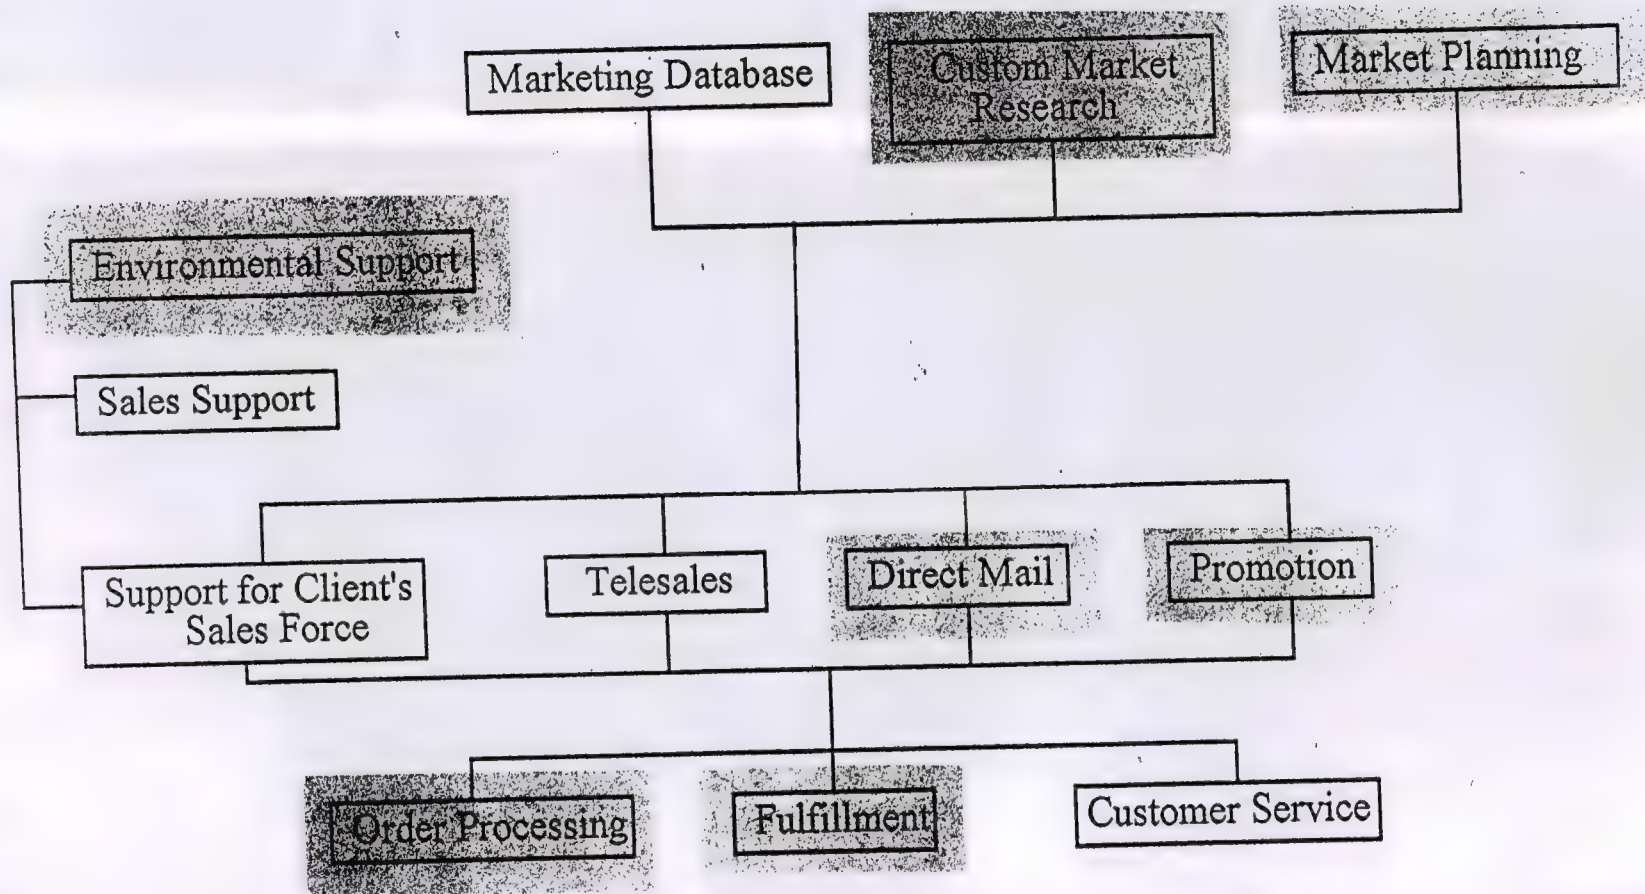 Marketing Database
Custom Market
Research
Market Planning
Environmental Support
Sales Support
Support for Client's
Sales Force
Telesales
Direct Mail
Promotion
Order Processing
Fulfillment
Customer Service